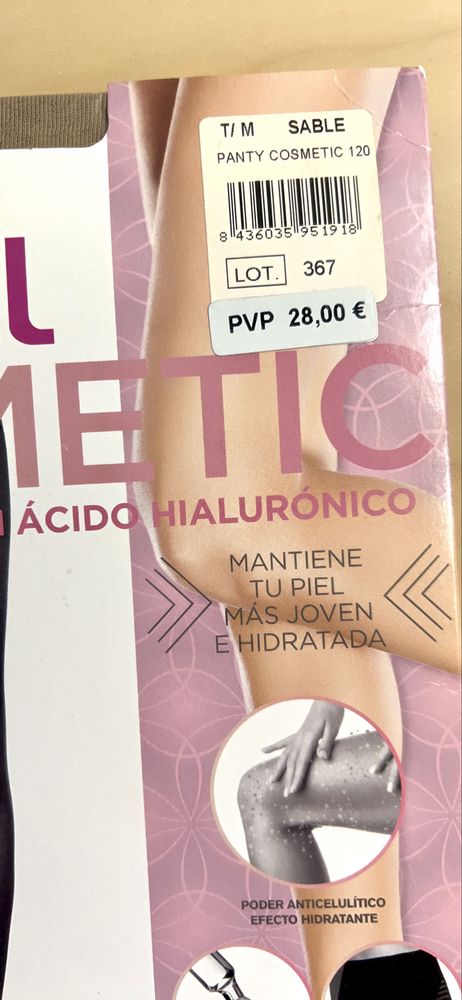 T/ M SABLE
PANTY COSMETIC 120
8 436035 951918
LOT. 367
PVP 28,00 €
METIC
ÁCIDO HIALURÓNICO
MANTIENE
TU PIEL
MÁS JOVEN
E HIDRATADA
PODER ANTICELULÍTICO
EFECTO HIDRATANTE